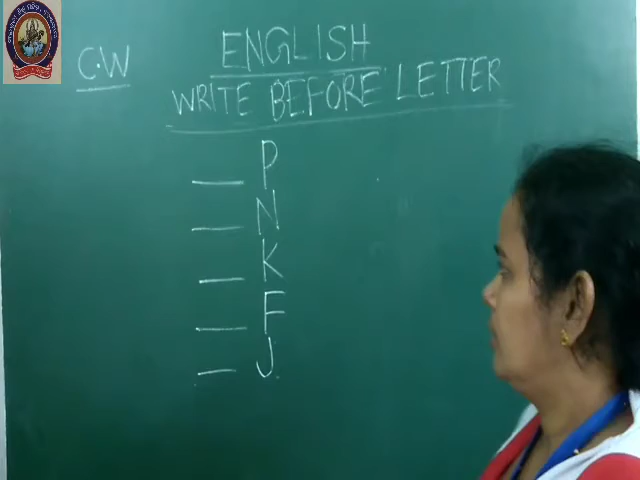 C.W
ENGLISH
WRITE BEFORE LETTER
__ P
__ N
__ K
__ F
__ J